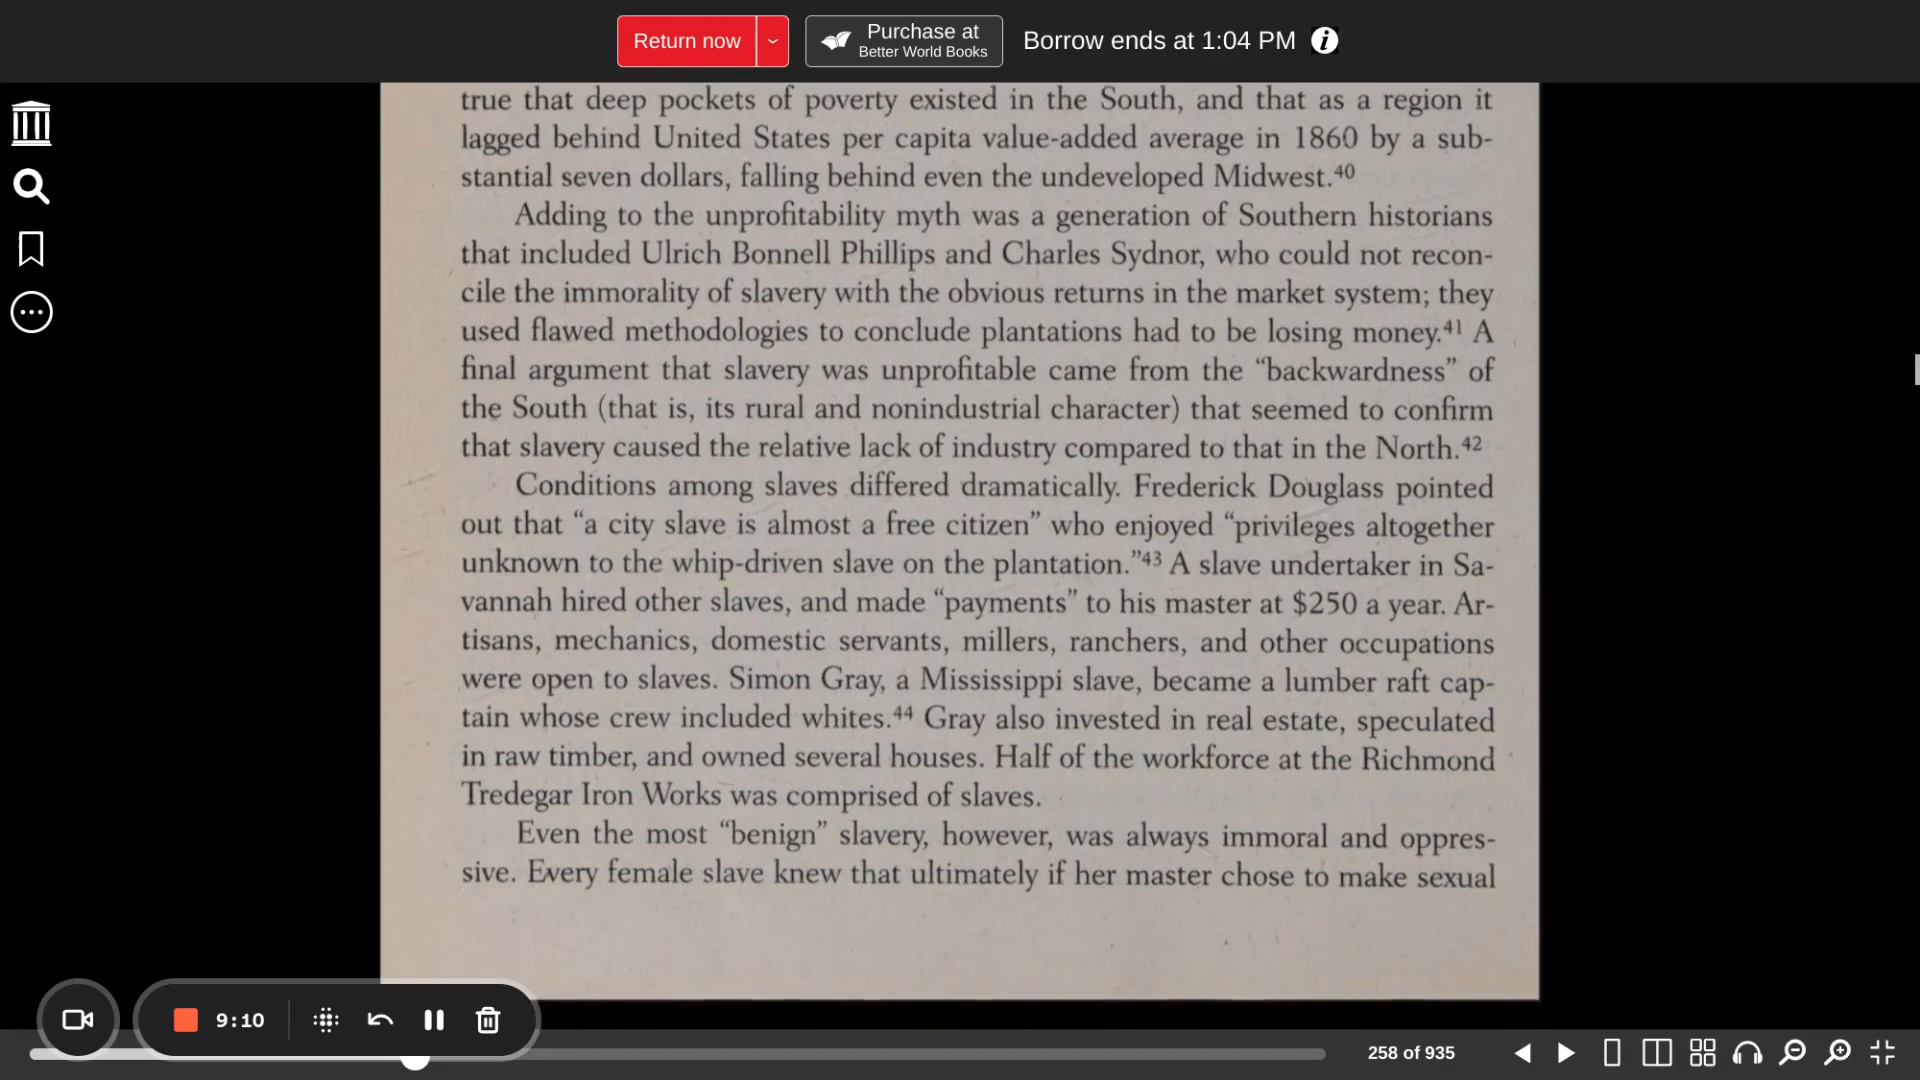 Return now
Purchase at
Better World Books
Borrow ends at 1:04 PM
true that deep pockets of poverty existed in the South, and that as a region it
lagged behind United States per capita value-added average in 1860 by a sub-
stantial seven dollars, falling behind even the undeveloped Midwest.40
Adding to the unprofitability myth was a generation of Southern historians
that included Ulrich Bonnell Phillips and Charles Sydnor, who could not recon-
cile the immorality of slavery with the obvious returns in the market system; they
used flawed methodologies to conclude plantations had to be losing money.41 A
final argument that slavery was unprofitable came from the “backwardness” of
the South (that is, its rural and nonindustrial character) that seemed to confirm
that slavery caused the relative lack of industry compared to that in the North.42
Conditions among slaves differed dramatically. Frederick Douglass pointed
out that “a city slave is almost a free citizen” who enjoyed “privileges altogether
unknown to the whip-driven slave on the plantation.”43 A slave undertaker in Sa-
vannah hired other slaves, and made “payments” to his master at $250 a year. Ar-
tisans, mechanics, domestic servants, millers, ranchers, and other occupations
were open to slaves. Simon Gray, a Mississippi slave, became a lumber raft cap-
tain whose crew included whites.44 Gray also invested in real estate, speculated
in raw timber, and owned several houses. Half of the workforce at the Richmond
Tredegar Iron Works was comprised of slaves.
Even the most “benign” slavery, however, was always immoral and oppres-
sive. Every female slave knew that ultimately if her master chose to make sexual
9:10
258 of 935